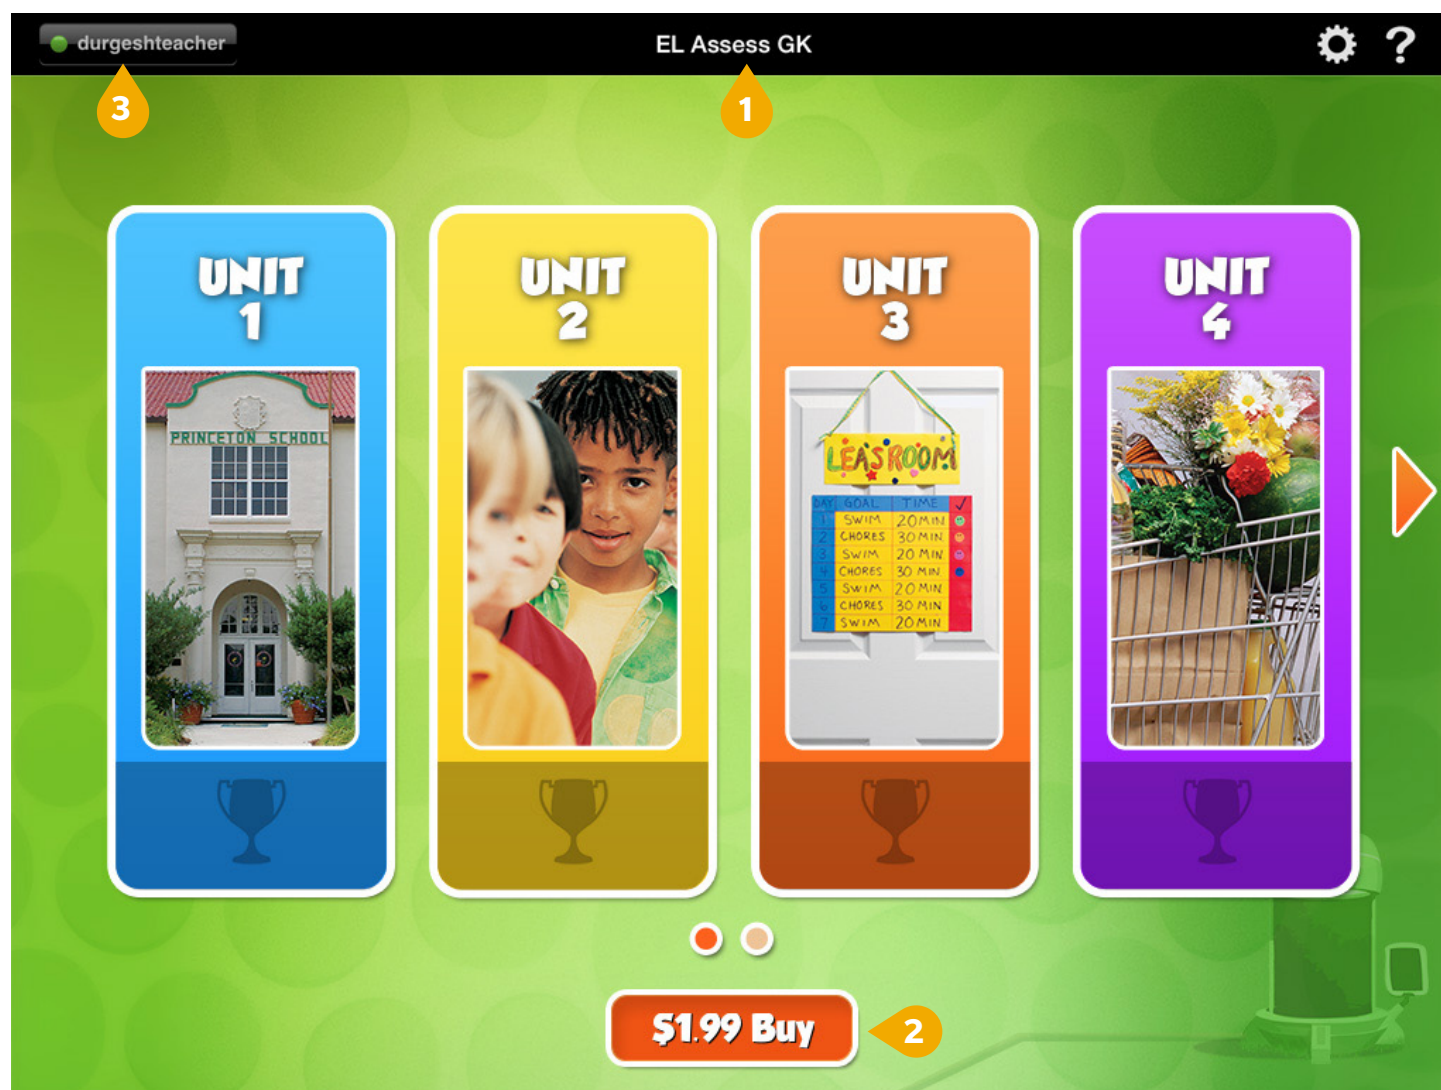 durgeshteacher
EL Assess GK
?
3
1
UNIT
1
UNIT
2
UNIT
3
UNIT
4
PRINCETON SCHOOL
LEA'S ROOM
DAY GOAL TIME ✓
1 SWIM 20 MIN
2 CHORES 30 MIN
3 SWIM 20 MIN
4 CHORES 30 MIN
5 SWIM 20 MIN
6 CHORES 30 MIN
7 SWIM 20 MIN
$1.99 Buy
2